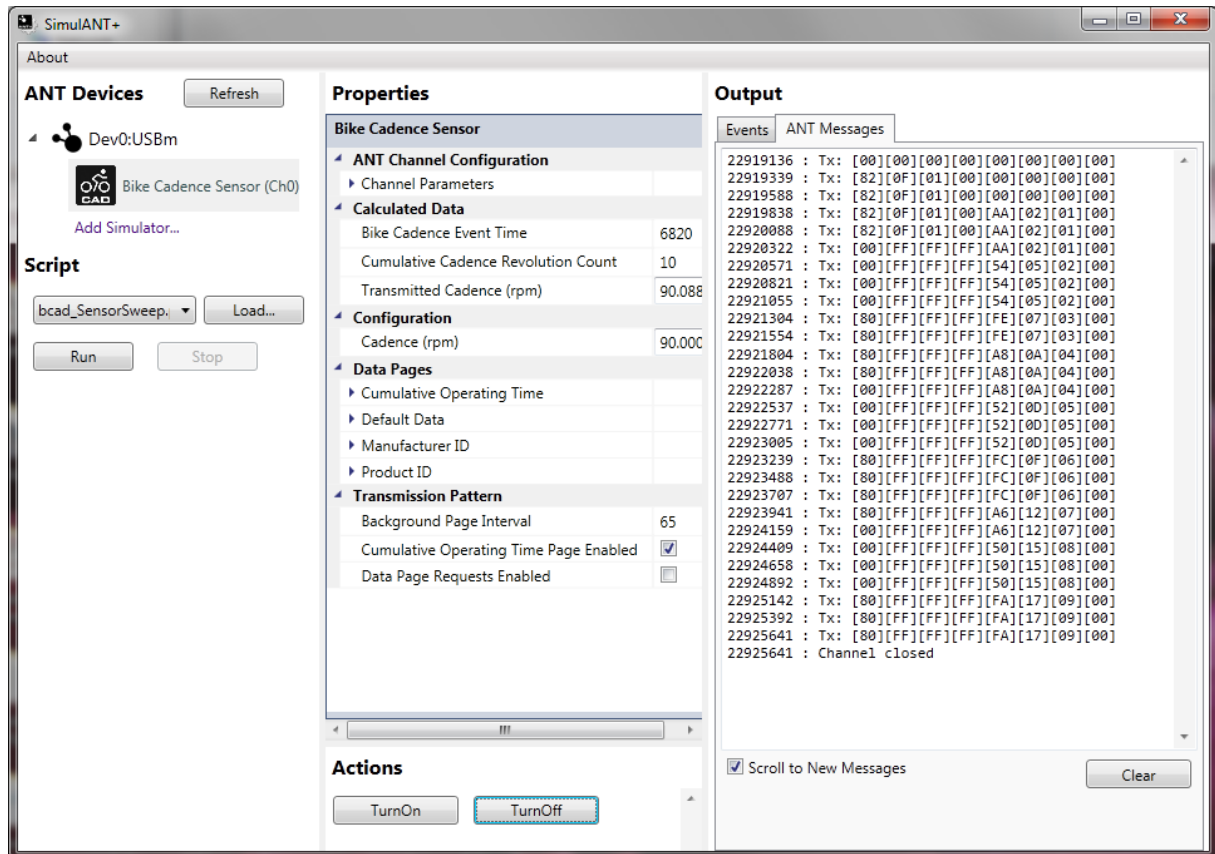 SimulANT+
About
ANT Devices
Refresh
Dev0:USBm
CAD
Bike Cadence Sensor (Ch0)
Add Simulator...
Script
bcad_SensorSweep.
Load...
Run
Stop
Properties
Bike Cadence Sensor
ANT Channel Configuration
Channel Parameters
Calculated Data
Bike Cadence Event Time 6820
Cumulative Cadence Revolution Count 10
Transmitted Cadence (rpm) 90.088
Configuration
Cadence (rpm) 90.000
Data Pages
Cumulative Operating Time
Default Data
Manufacturer ID
Product ID
Transmission Pattern
Background Page Interval 65
Cumulative Operating Time Page Enabled
Data Page Requests Enabled
Actions
TurnOn
TurnOff
Output
Events
ANT Messages
22919136 : Tx: [00][00][00][00][00][00][00][00]
22919339 : Tx: [82][0F][01][00][00][00][00][00]
22919588 : Tx: [82][0F][01][00][00][00][00][00]
22919838 : Tx: [82][0F][01][00][AA][02][01][00]
22920088 : Tx: [82][0F][01][00][AA][02][01][00]
22920322 : Tx: [00][FF][FF][FF][AA][02][01][00]
22920571 : Tx: [00][FF][FF][FF][54][05][02][00]
22920821 : Tx: [00][FF][FF][FF][54][05][02][00]
22921055 : Tx: [00][FF][FF][FF][54][05][02][00]
22921304 : Tx: [80][FF][FF][FF][FE][07][03][00]
22921554 : Tx: [80][FF][FF][FF][FE][07][03][00]
22921804 : Tx: [80][FF][FF][FF][A8][0A][04][00]
22922038 : Tx: [80][FF][FF][FF][A8][0A][04][00]
22922287 : Tx: [00][FF][FF][FF][A8][0A][04][00]
22922537 : Tx: [00][FF][FF][FF][52][0D][05][00]
22922771 : Tx: [00][FF][FF][FF][52][0D][05][00]
22923005 : Tx: [00][FF][FF][FF][52][0D][05][00]
22923239 : Tx: [80][FF][FF][FF][FC][0F][06][00]
22923488 : Tx: [80][FF][FF][FF][FC][0F][06][00]
22923707 : Tx: [80][FF][FF][FF][FC][0F][06][00]
22923941 : Tx: [80][FF][FF][FF][A6][12][07][00]
22924159 : Tx: [00][FF][FF][FF][A6][12][07][00]
22924409 : Tx: [00][FF][FF][FF][50][15][08][00]
22924658 : Tx: [00][FF][FF][FF][50][15][08][00]
22924892 : Tx: [00][FF][FF][FF][50][15][08][00]
22925142 : Tx: [80][FF][FF][FF][FA][17][09][00]
22925392 : Tx: [80][FF][FF][FF][FA][17][09][00]
22925641 : Tx: [80][FF][FF][FF][FA][17][09][00]
22925641 : Channel closed
Scroll to New Messages
Clear